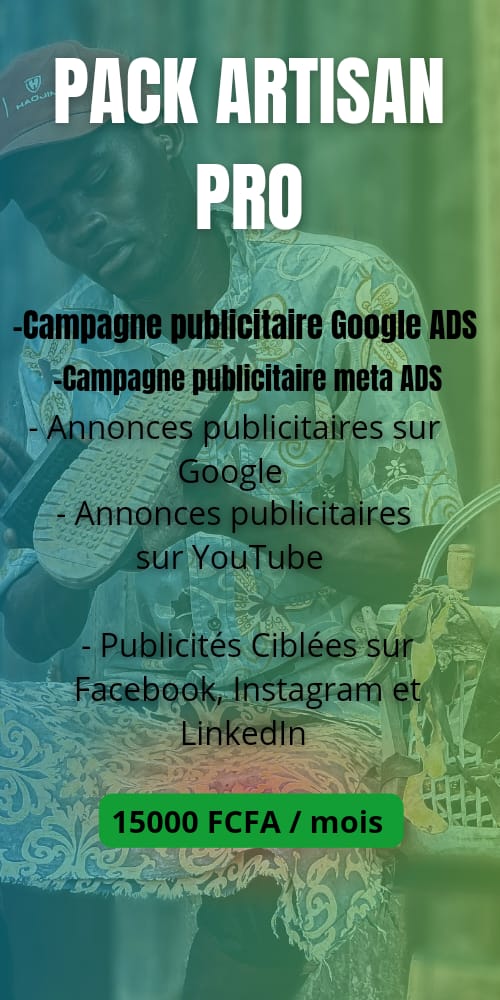 HAOJIN
PACK ARTISAN
PRO
-Campagne publicitaire Google ADS
-Campagne publicitaire meta ADS
- Annonces publicitaires sur
Google
- Annonces publicitaires
sur YouTube
- Publicités Ciblées sur
Facebook, Instagram et
LinkedIn
15000 FCFA / mois